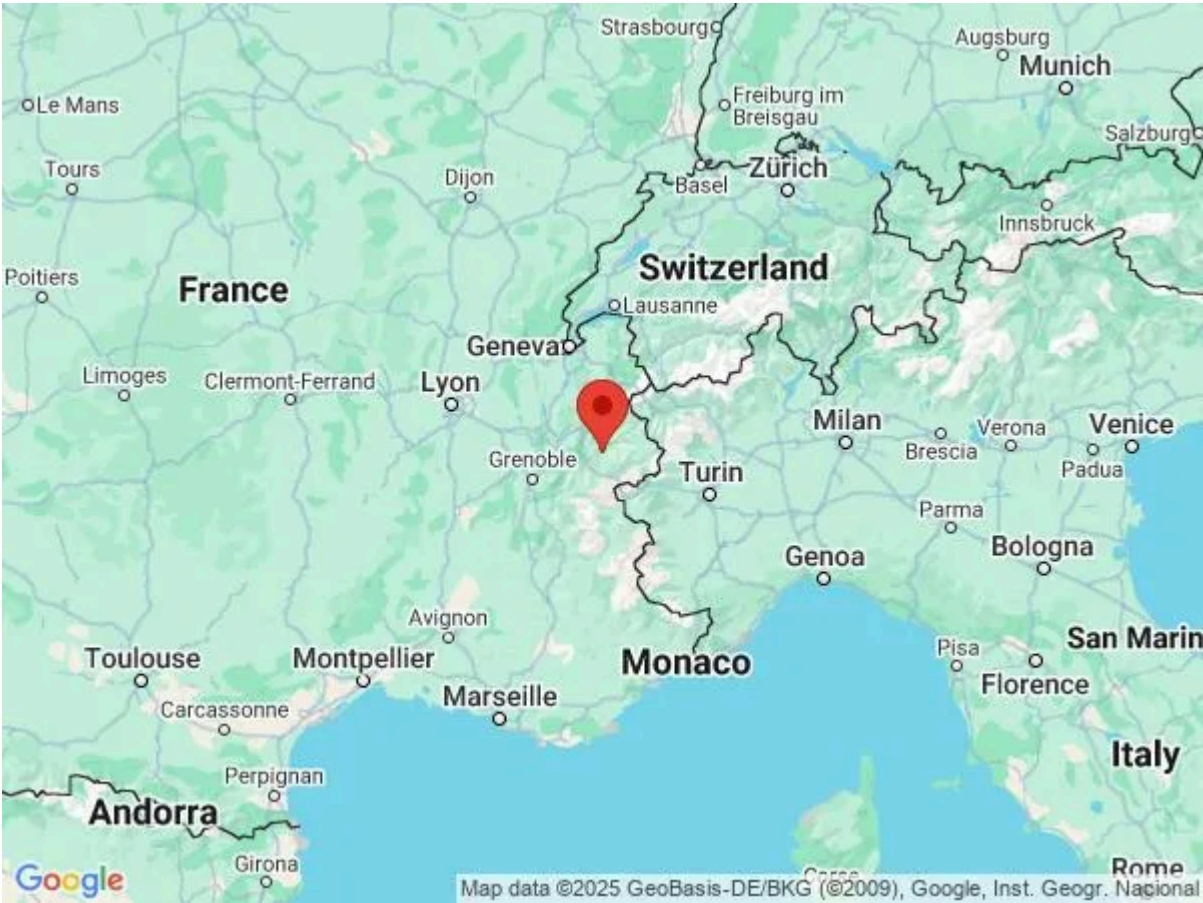 Strasbourg
Augsburg
Munich
Le Mans
Freiburg im
Breisgau
Salzburg
Tours
Dijon
Basel
Zürich
Innsbruck
Poitiers
France
Switzerland
Lausanne
Geneva
Limoges
Clermont-Ferrand
Lyon
Milan
Verona
Venice
Brescia
Padua
Grenoble
Turin
Parma
Genoa
Bologna
Avignon
Toulouse
Montpellier
Monaco
Pisa
San Marin
Florence
Marseille
Carcassonne
Italy
Perpignan
Andorra
Girona
Corse
Rome
Google
Map data ©2025 GeoBasis-DE/BKG (©2009), Google, Inst. Geogr. Nacional